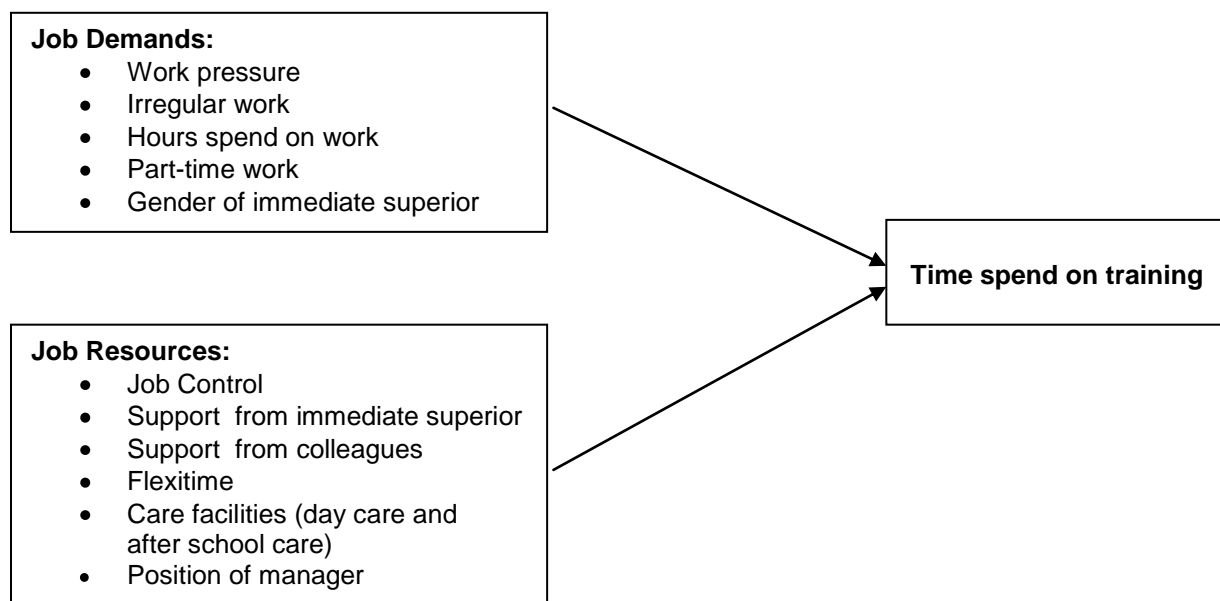 Job Demands:
• Work pressure
• Irregular work
• Hours spend on work
• Part-time work
• Gender of immediate superior
Time spend on training
Job Resources:
• Job Control
• Support from immediate superior
• Support from colleagues
• Flexitime
• Care facilities (day care and
after school care)
• Position of manager